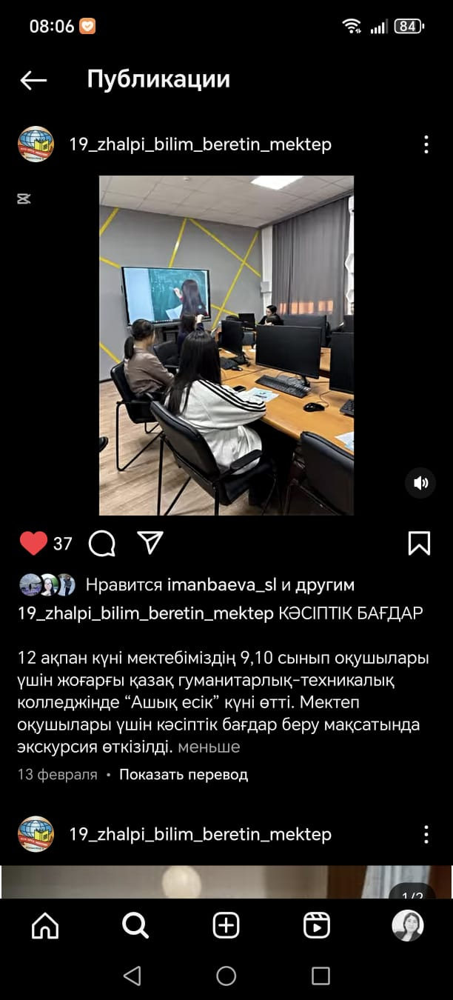 08:06
84
Публикации
19_zhalpi_bilim_beretin_mektep
37
Нравится imanbaeva_sl и другим
19_zhalpi_bilim_beretin_mektep КӘСІПТІК БАҒДАР
12 ақпан күні мектебіміздің 9,10 сынып оқушылары
үшін жоғарғы қазақ гуманитарлық-техникалық
колледжінде “Ашық есік” күні өтті. Мектеп
оқушылары үшін кәсіптік бағдар беру мақсатында
экскурсия өткізілді. меньше
13 февраля • Показать перевод
19_zhalpi_bilim_beretin_mektep
1/2